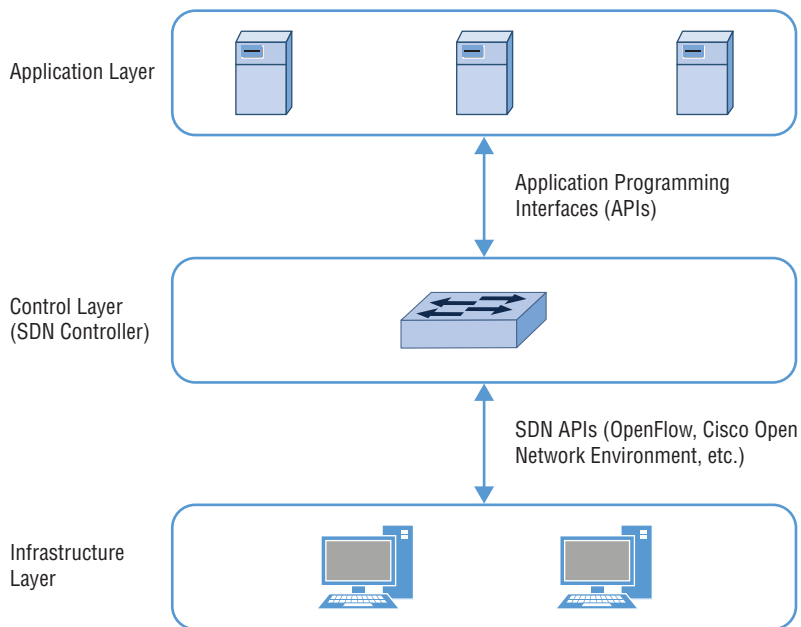 Application Layer
Application Programming
Interfaces (APIs)
Control Layer
(SDN Controller)
SDN APIs (OpenFlow, Cisco Open
Network Environment, etc.)
Infrastructure
Layer